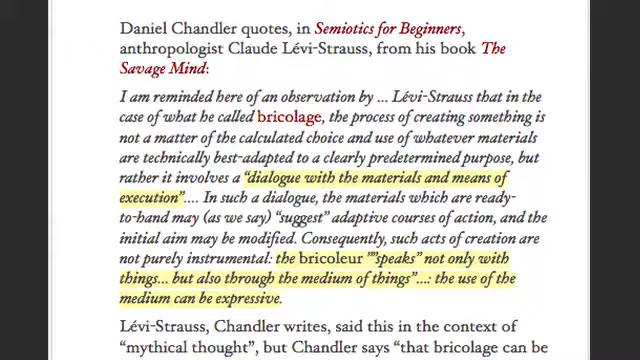 Daniel Chandler quotes, in Semiotics for Beginners,
anthropologist Claude Lévi-Strauss, from his book The
Savage Mind:
I am reminded here of an observation by ... Lévi-Strauss that in the
case of what he called bricolage, the process of creating something is
not a matter of the calculated choice and use of whatever materials
are technically best-adapted to a clearly predetermined purpose, but
rather it involves a “dialogue with the materials and means of
execution”.... In such a dialogue, the materials which are ready-
to-hand may (as we say) “suggest” adaptive courses of action, and the
initial aim may be modified. Consequently, such acts of creation are
not purely instrumental: the bricoleur ””speaks” not only with
things... but also through the medium of things”...: the use of the
medium can be expressive.
Lévi-Strauss, Chandler writes, said this in the context of
“mythical thought”, but Chandler says “that bricolage can be